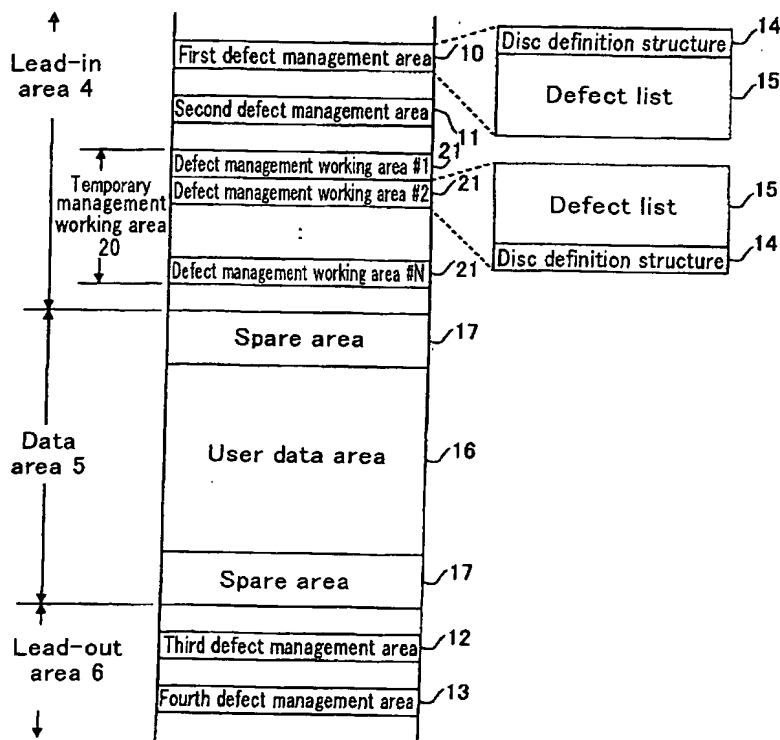 Lead-in
area 4
First defect management area
10
Second defect management area
11
Temporary
management
working area
20
Defect management working area #1
21
Defect management working area #2
21
:
Defect management working area #N
21
Disc definition structure
14
Defect list
15
Defect list
15
Disc definition structure
14
Data
area 5
Spare area
17
User data area
16
Spare area
17
Lead-out
area 6
Third defect management area
12
Fourth defect management area
13